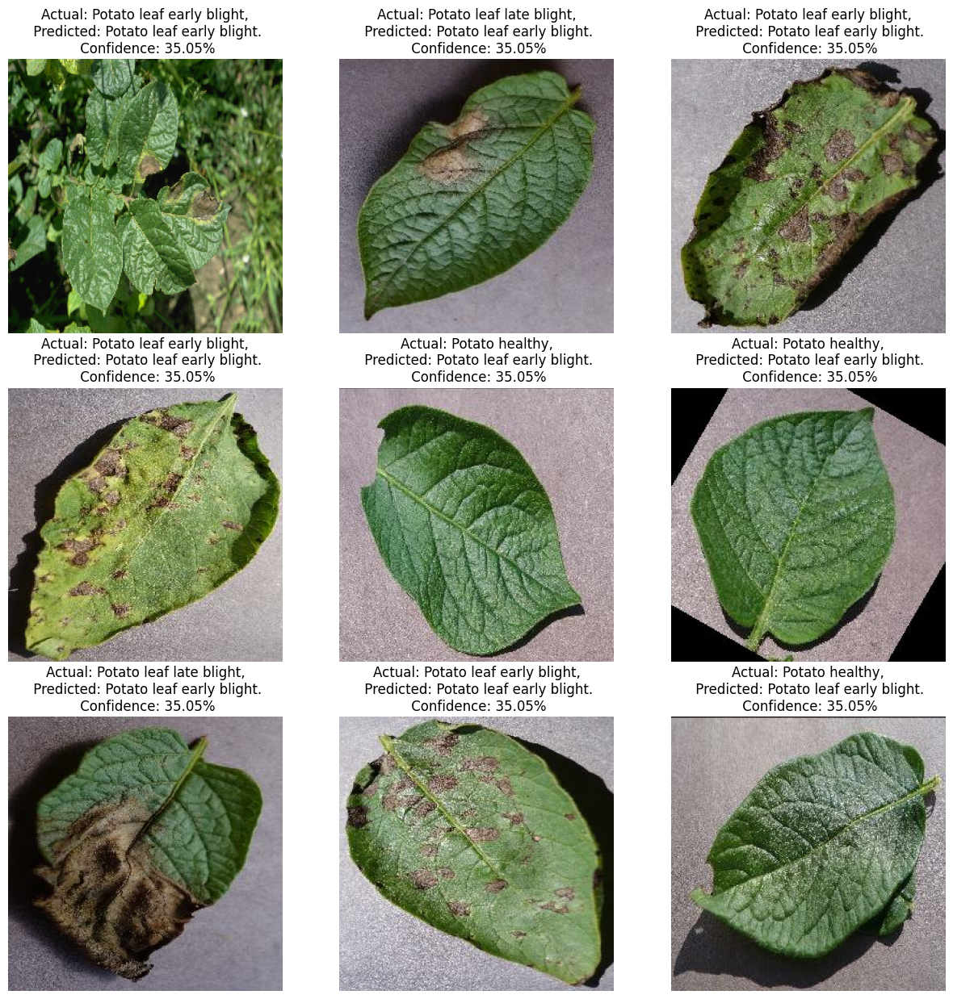 Actual: Potato leaf early blight,
Predicted: Potato leaf early blight.
Confidence: 35.05%
Actual: Potato leaf late blight,
Predicted: Potato leaf early blight.
Confidence: 35.05%
Actual: Potato leaf early blight,
Predicted: Potato leaf early blight.
Confidence: 35.05%
Actual: Potato leaf early blight,
Predicted: Potato leaf early blight.
Confidence: 35.05%
Actual: Potato healthy,
Predicted: Potato leaf early blight.
Confidence: 35.05%
Actual: Potato healthy,
Predicted: Potato leaf early blight.
Confidence: 35.05%
Actual: Potato leaf late blight,
Predicted: Potato leaf early blight.
Confidence: 35.05%
Actual: Potato leaf early blight,
Predicted: Potato leaf early blight.
Confidence: 35.05%
Actual: Potato healthy,
Predicted: Potato leaf early blight.
Confidence: 35.05%